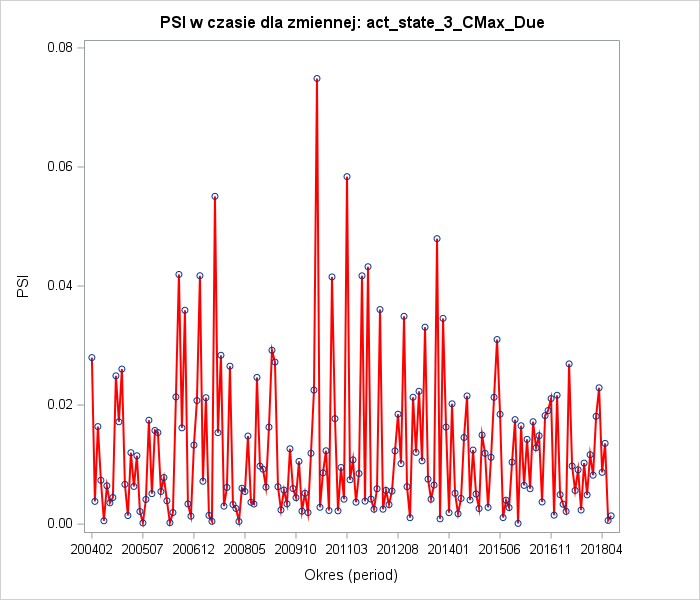 PSI w czasie dla zmiennej: act_state_3_CMax_Due
0.08
0.06
0.04
0.02
0.00
PSI
200402 200507 200612 200805 200910 201103 201208 201401 201506 201611 201804
Okres (period)